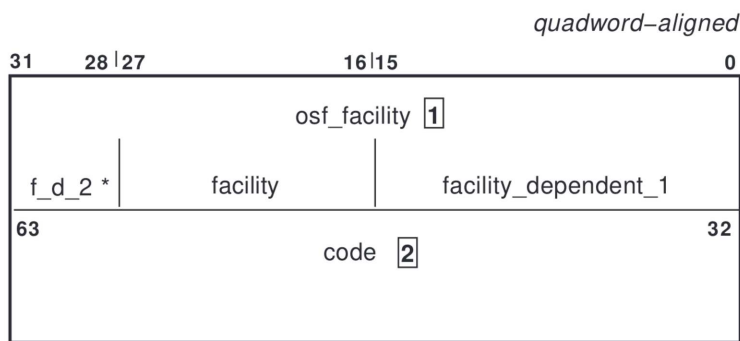 quadword–aligned
31 28 | 27 16 | 15 0
osf_facility 1
f_d_2 * facility facility_dependent_1
63 32
code 2